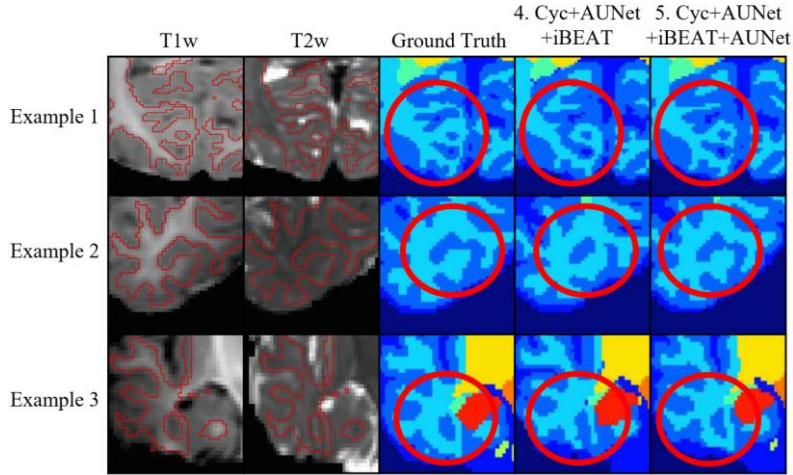 4. Cyc+AUNet 5. Cyc+AUNet
T1w T2w Ground Truth +iBEAT +iBEAT+AUNet
Example 1
Example 2
Example 3